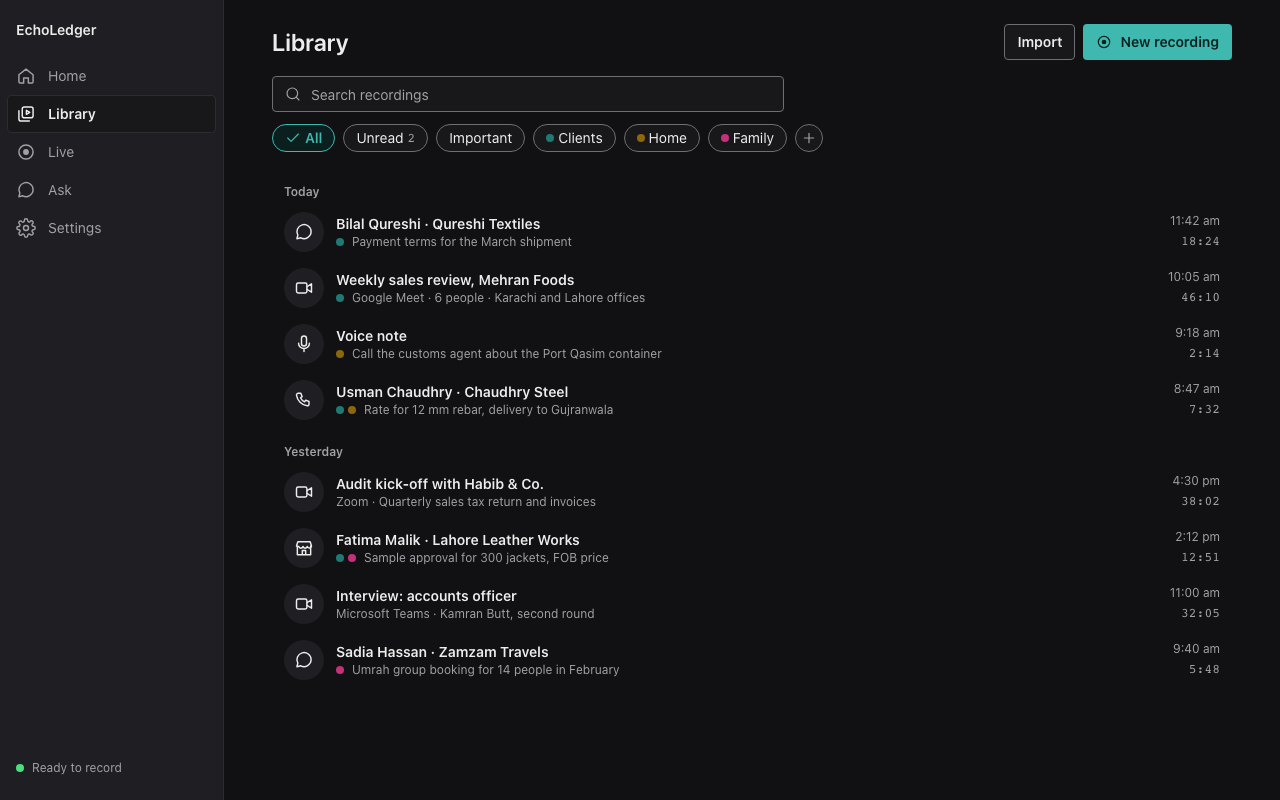 EchoLedger
Home
Library
Live
Ask
Settings
Ready to record
Library
Import
New recording
Search recordings
All
Unread 2
Important
Clients
Home
Family
Today
Bilal Qureshi · Qureshi Textiles
11:42 am
Payment terms for the March shipment
18:24
Weekly sales review, Mehran Foods
10:05 am
Google Meet · 6 people · Karachi and Lahore offices
46:10
Voice note
9:18 am
Call the customs agent about the Port Qasim container
2:14
Usman Chaudhry · Chaudhry Steel
8:47 am
Rate for 12 mm rebar, delivery to Gujranwala
7:32
Yesterday
Audit kick-off with Habib & Co.
4:30 pm
Zoom · Quarterly sales tax return and invoices
38:02
Fatima Malik · Lahore Leather Works
2:12 pm
Sample approval for 300 jackets, FOB price
12:51
Interview: accounts officer
11:00 am
Microsoft Teams · Kamran Butt, second round
32:05
Sadia Hassan · Zamzam Travels
9:40 am
Umrah group booking for 14 people in February
5:48